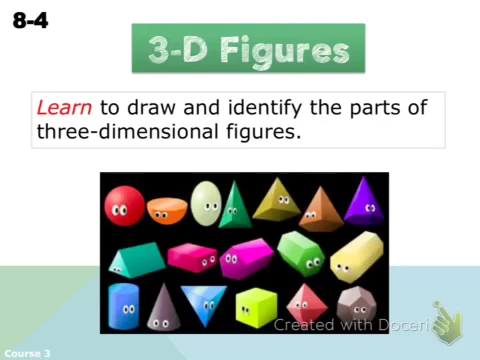 8-4
3-D Figures
Learn to draw and identify the parts of
three-dimensional figures.
Created with Doceri
Course 3